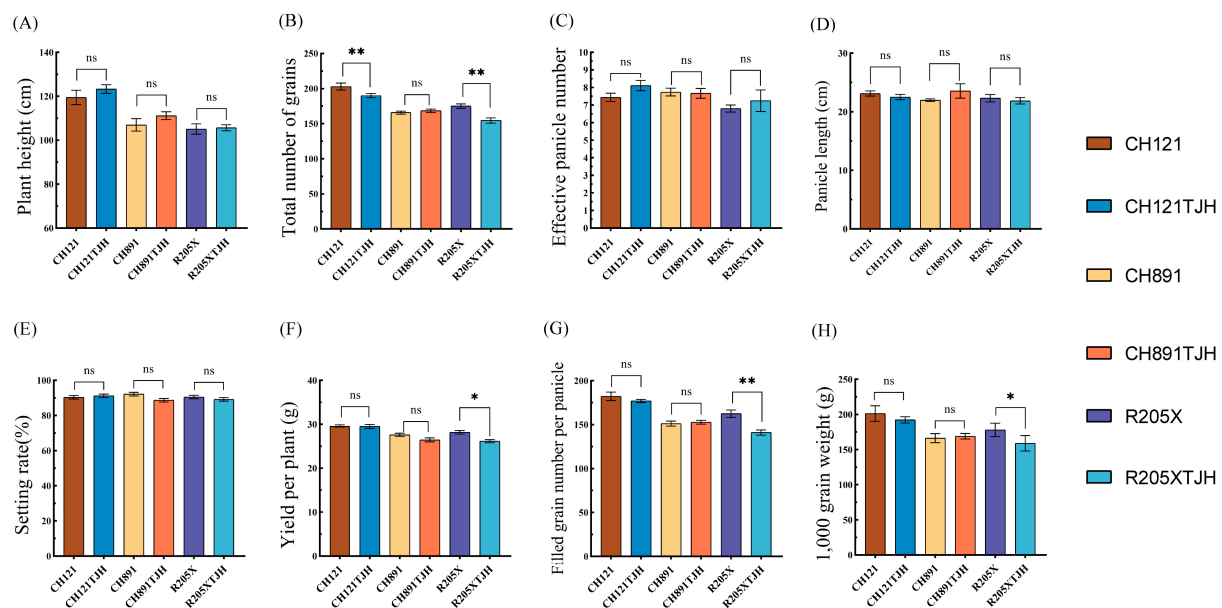 (A)
Plant height (cm)
140
120
100
80
60
ns
ns
ns
CH121
CH121TJH
CH891
CH891TJH
R205X
R205XTJH
(B)
Total number of grains
250
200
150
100
50
0
**
ns
**
CH121
CH121TJH
CH891
CH891TJH
R205X
R205XTJH
(C)
Effective panicle number
8
7
6
5
4
3
2
1
0
ns
ns
ns
CH121
CH121TJH
CH891
CH891TJH
R205X
R205XTJH
(D)
Panicle length (cm)
30
20
10
0
ns
ns
ns
CH121
CH121TJH
CH891
CH891TJH
R205X
R205XTJH
CH121
CH121TJH
CH891
CH891TJH
R205X
R205XTJH
(E)
Setting rate(%)
100
80
60
40
20
0
ns
ns
ns
CH121
CH121TJH
CH891
CH891TJH
R205X
R205XTJH
(F)
Yield per plant (g)
40
30
20
10
0
ns
ns
*
CH121
CH121TJH
CH891
CH891TJH
R205X
R205XTJH
(G)
Filled grain number per panicle
200
150
100
50
0
ns
ns
**
CH121
CH121TJH
CH891
CH891TJH
R205X
R205XTJH
(H)
1,000 grain weight (g)
250
200
150
100
50
0
ns
ns
*
CH121
CH121TJH
CH891
CH891TJH
R205X
R205XTJH